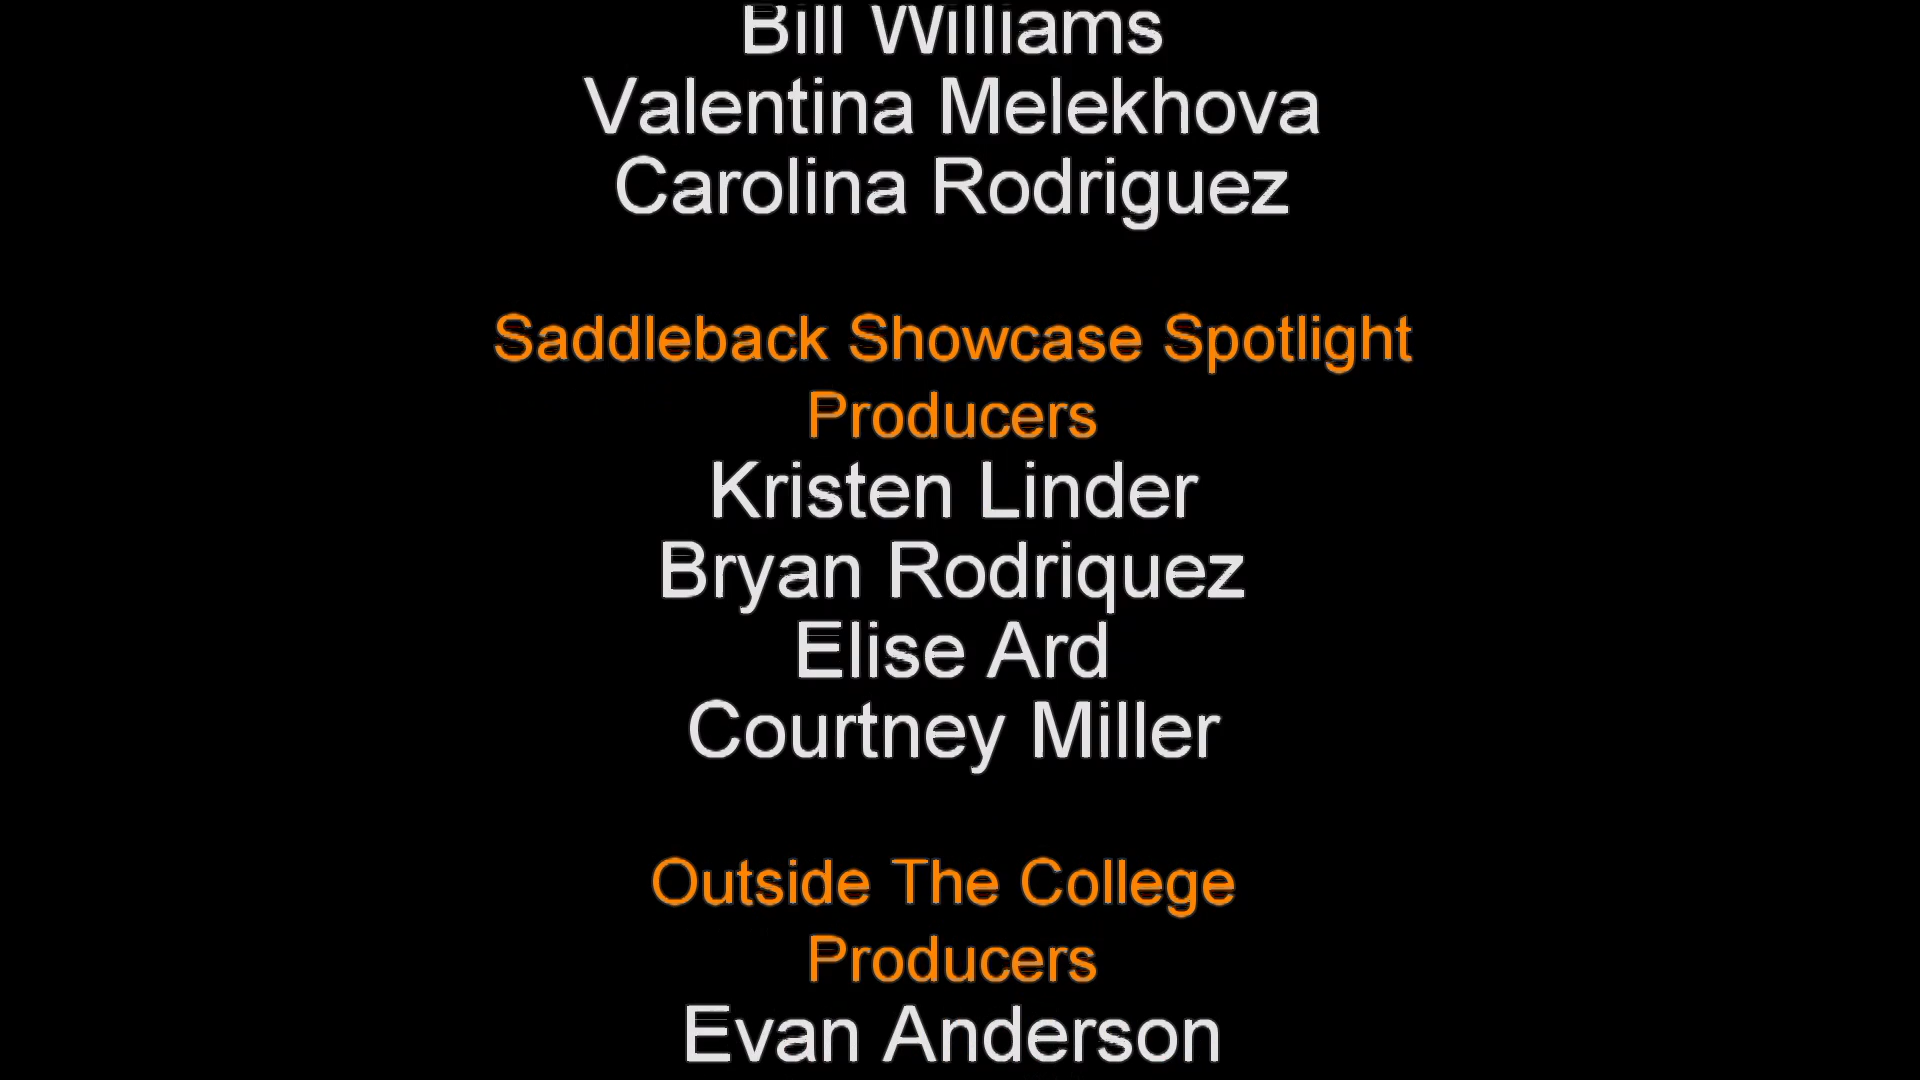 Bill Williams
Valentina Melekhova
Carolina Rodriguez
Saddleback Showcase Spotlight
Producers
Kristen Linder
Bryan Rodriquez
Elise Ard
Courtney Miller
Outside The College
Producers
Evan Anderson